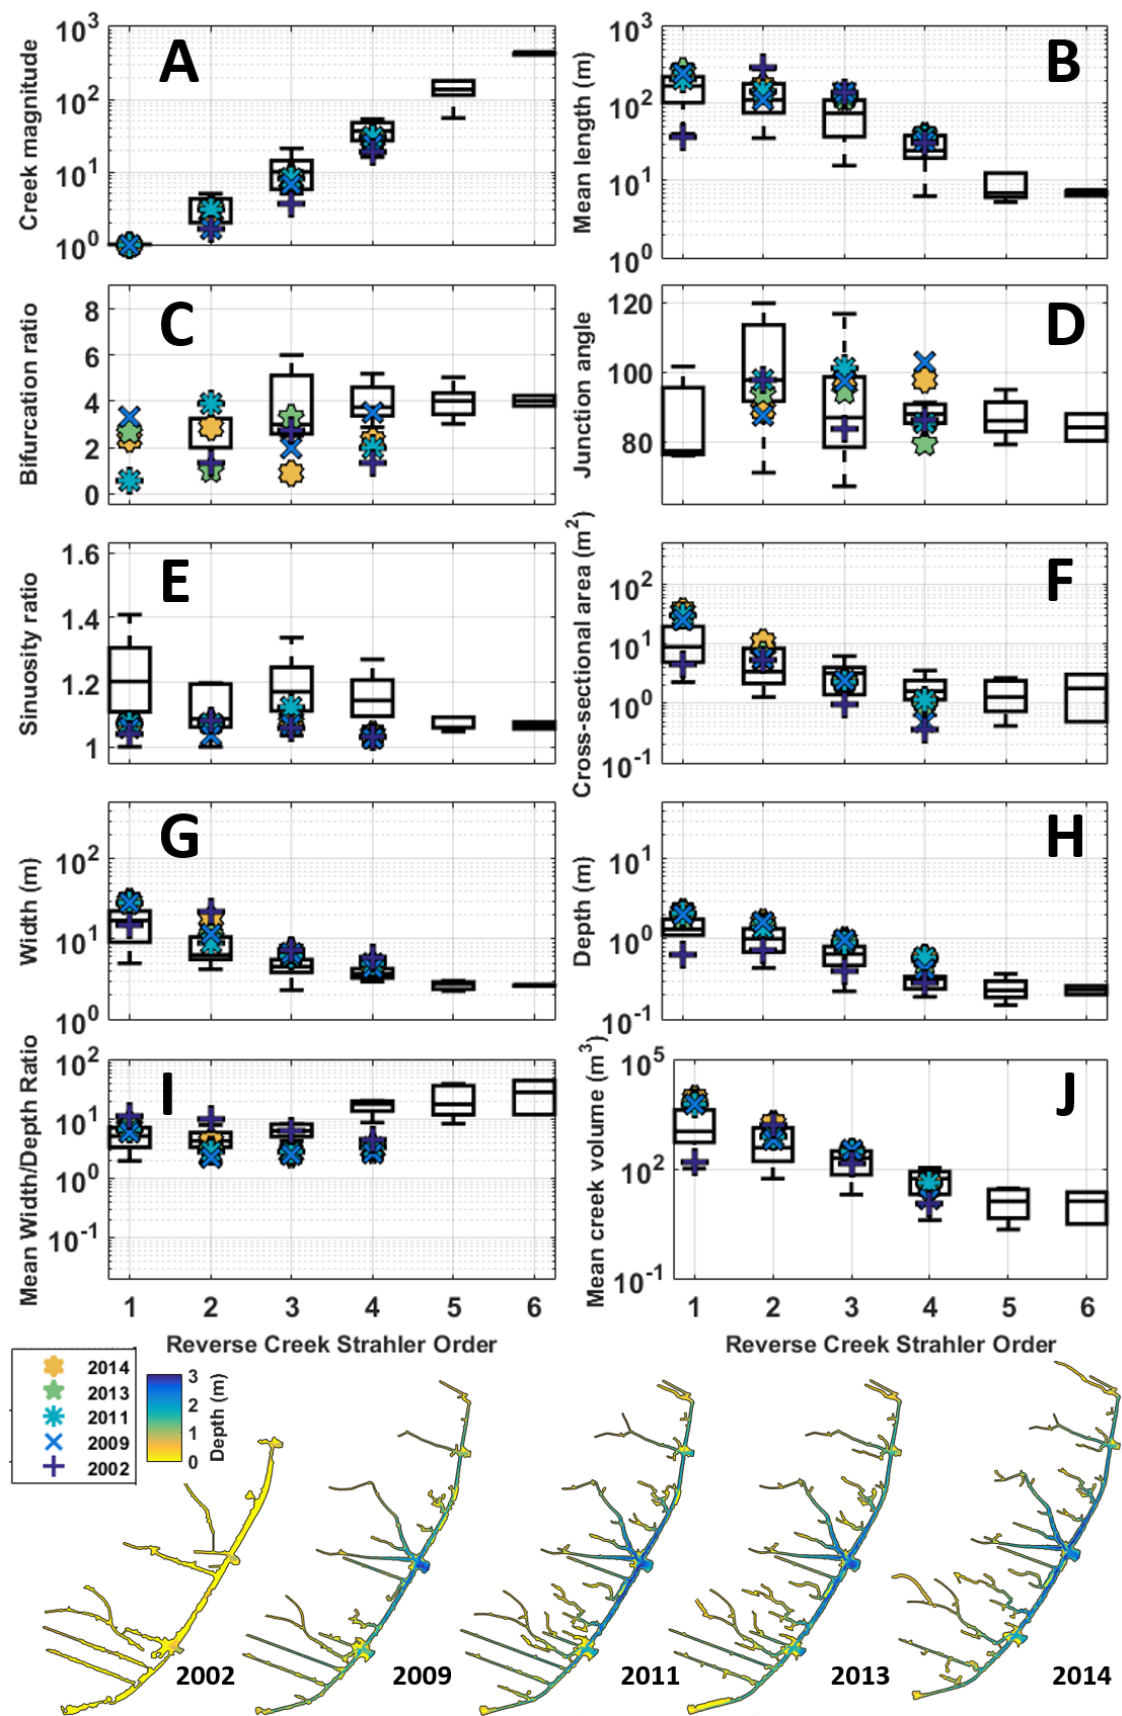 10³
A
10²
10¹
10⁰
Creek magnitude
10³
B
10²
10¹
10⁰
Mean length (m)
8
C
6
4
2
0
Bifurcation ratio
120
D
100
80
Junction angle
1.6
E
1.4
1.2
1
Sinuosity ratio
10²
F
10¹
10⁰
10⁻¹
Cross-sectional area (m²)
10²
G
10¹
10⁰
Width (m)
10¹
H
10⁰
10⁻¹
Depth (m)
10²
I
10¹
10⁰
10⁻¹
Mean Width/Depth Ratio
1 2 3 4 5 6
Reverse Creek Strahler Order
10⁵
J
10²
10⁻¹
Mean creek volume (m³)
1 2 3 4 5 6
Reverse Creek Strahler Order
2014
2013
2011
2009
2002
3
2
1
0
Depth (m)
2002
2009
2011
2013
2014